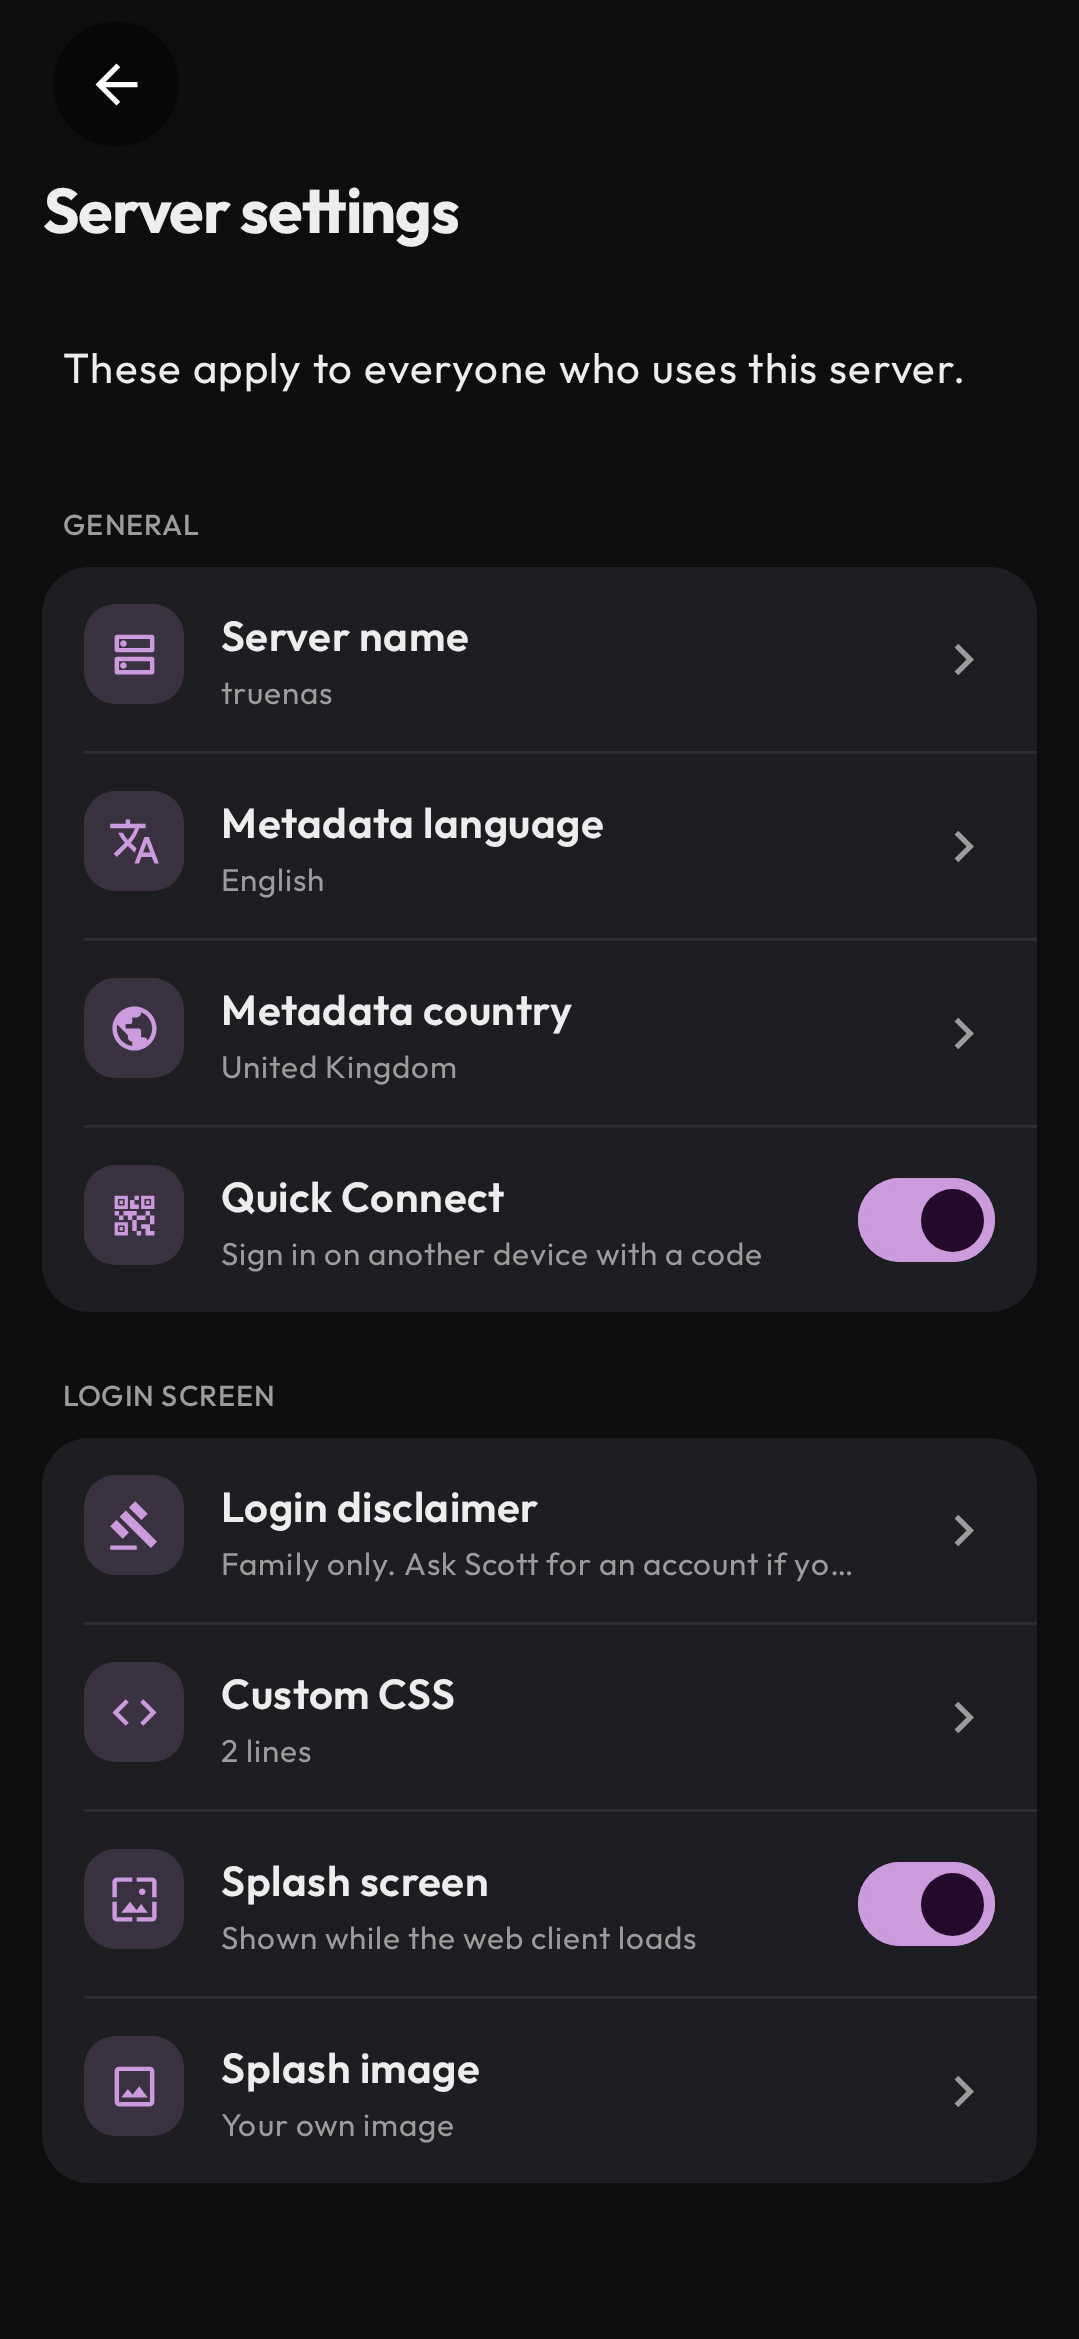 Server settings
These apply to everyone who uses this server.
GENERAL
Server name
truenas
Metadata language
English
Metadata country
United Kingdom
Quick Connect
Sign in on another device with a code
LOGIN SCREEN
Login disclaimer
Family only. Ask Scott for an account if yo...
Custom CSS
2 lines
Splash screen
Shown while the web client loads
Splash image
Your own image